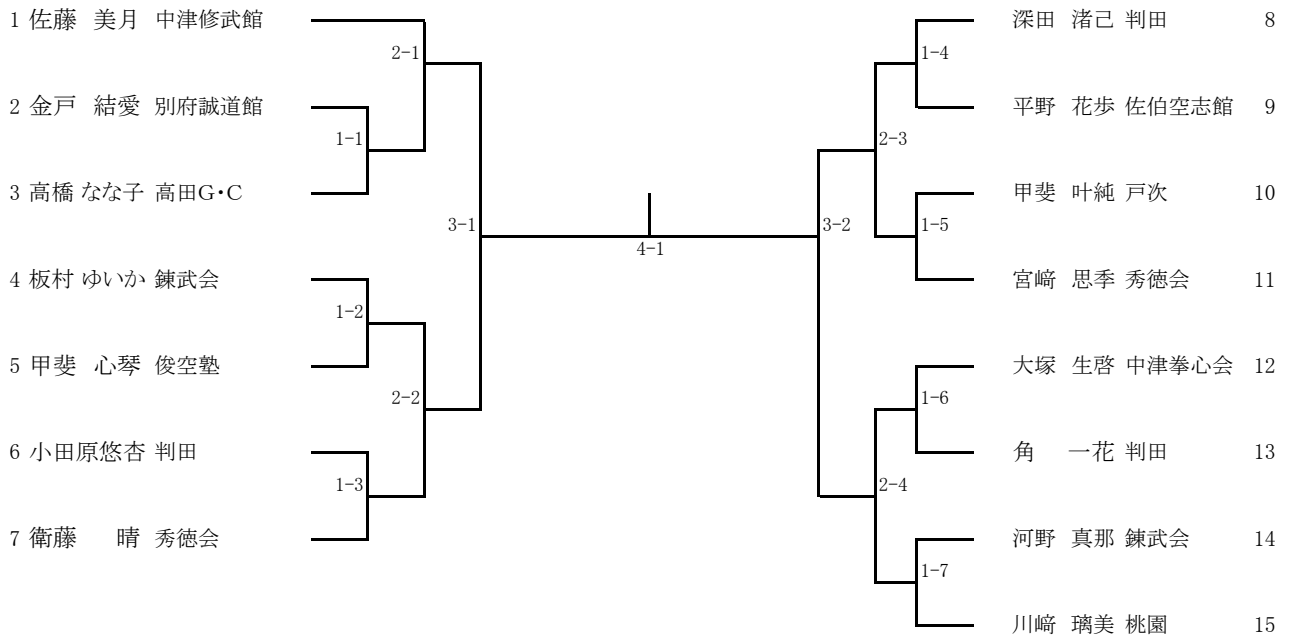 1 佐藤 美月 中津修武館
2-1
2 金戸 結愛 別府誠道館
1-1
3 高橋 なな子 高田G・C
3-1
4 板村 ゆいか 錬武会
1-2
5 甲斐 心琴 俊空塾
2-2
6 小田原悠杏 判田
1-3
7 衛藤 晴 秀徳会
4-1
深田 渚己 判田 8
1-4
平野 花歩 佐伯空志館 9
2-3
甲斐 叶純 戸次 10
3-2
1-5
宮﨑 思季 秀徳会 11
大塚 生啓 中津拳心会 12
1-6
角 一花 判田 13
2-4
河野 真那 錬武会 14
1-7
川﨑 璃美 桃園 15